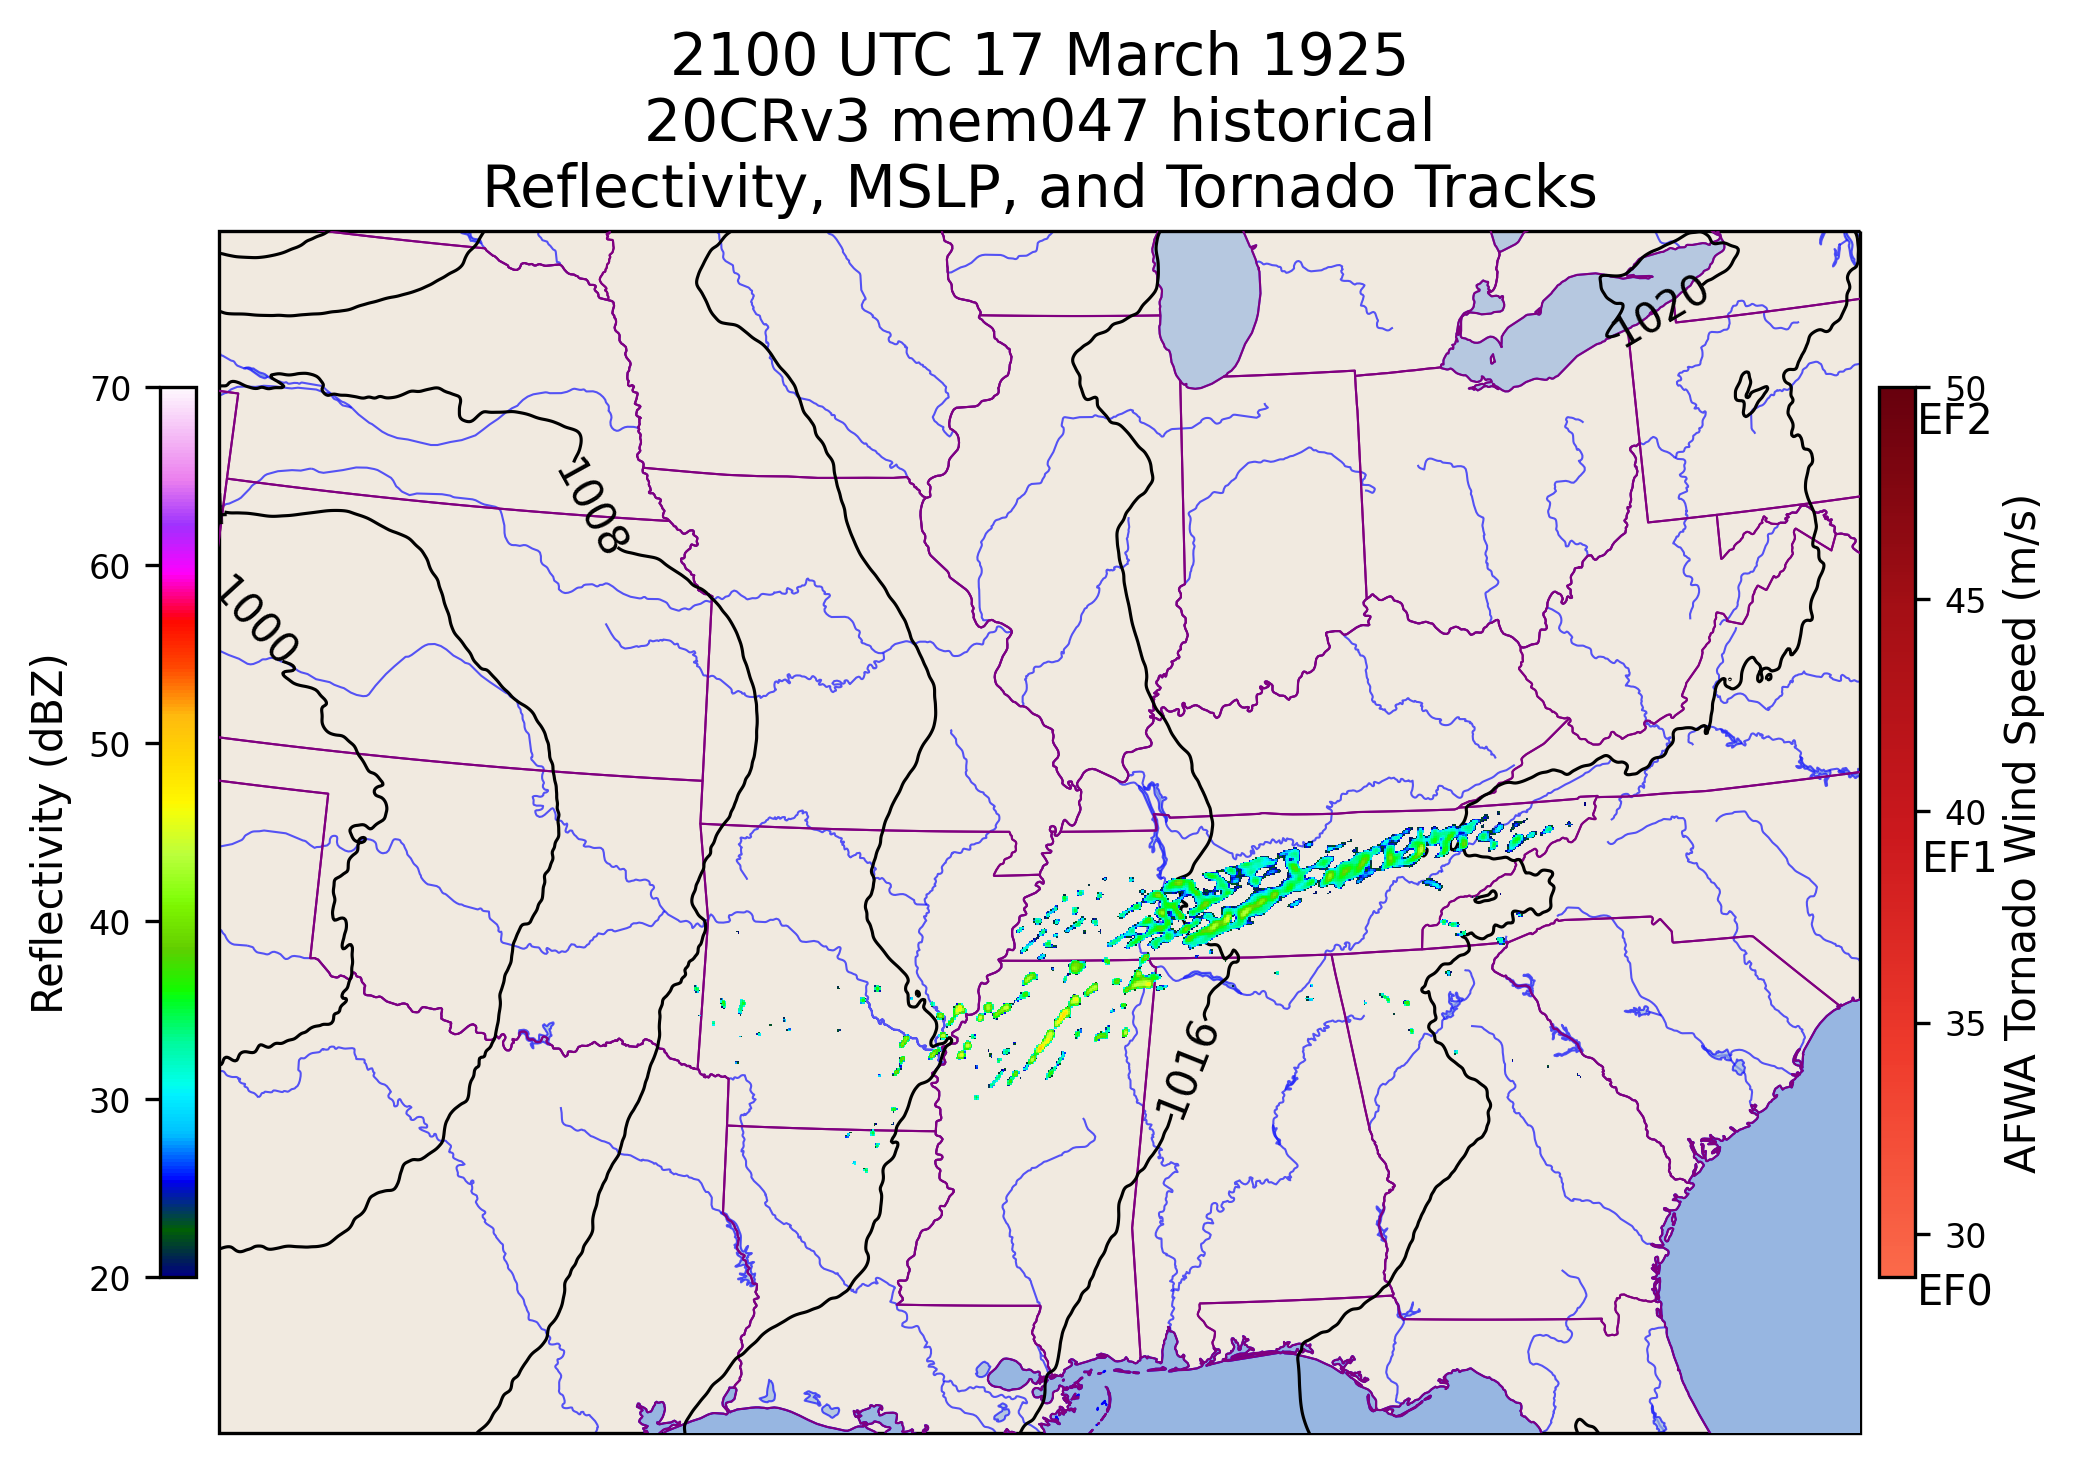 2100 UTC 17 March 1925
20CRv3 mem047 historical
Reflectivity, MSLP, and Tornado Tracks
70
60
50
40
30
20
Reflectivity (dBZ)
1020
1008
1000
1016
50
EF2
45
40
EF1
35
30
EF0
AFWA Tornado Wind Speed (m/s)